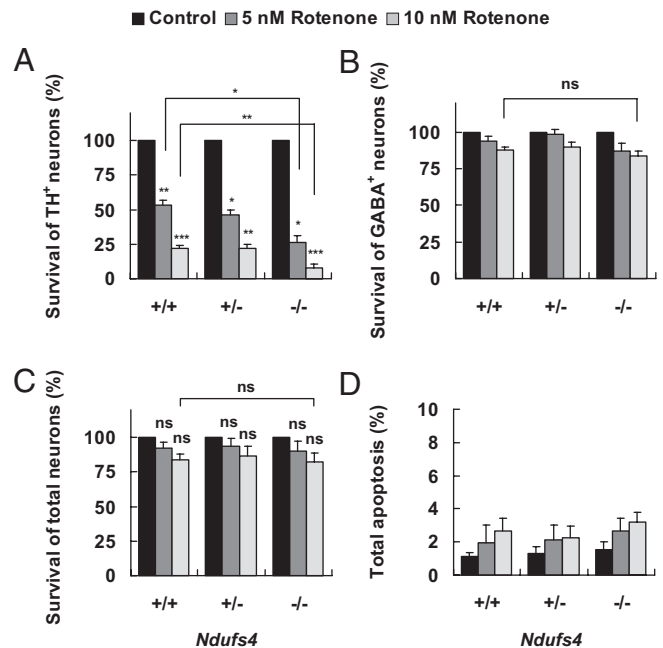 Control 5 nM Rotenone 10 nM Rotenone
A
Survival of TH+ neurons (%)
100
75
50
25
0
*
**
** *** * ** * ***
+/+ +/- -/-
B
Survival of GABA+ neurons (%)
100
75
50
25
0
ns
+/+ +/- -/-
C
Survival of total neurons (%)
100
75
50
25
0
ns
ns ns ns ns ns ns
+/+ +/- -/-
Ndufs4
D
Total apoptosis (%)
10
8
6
4
2
0
+/+ +/- -/-
Ndufs4